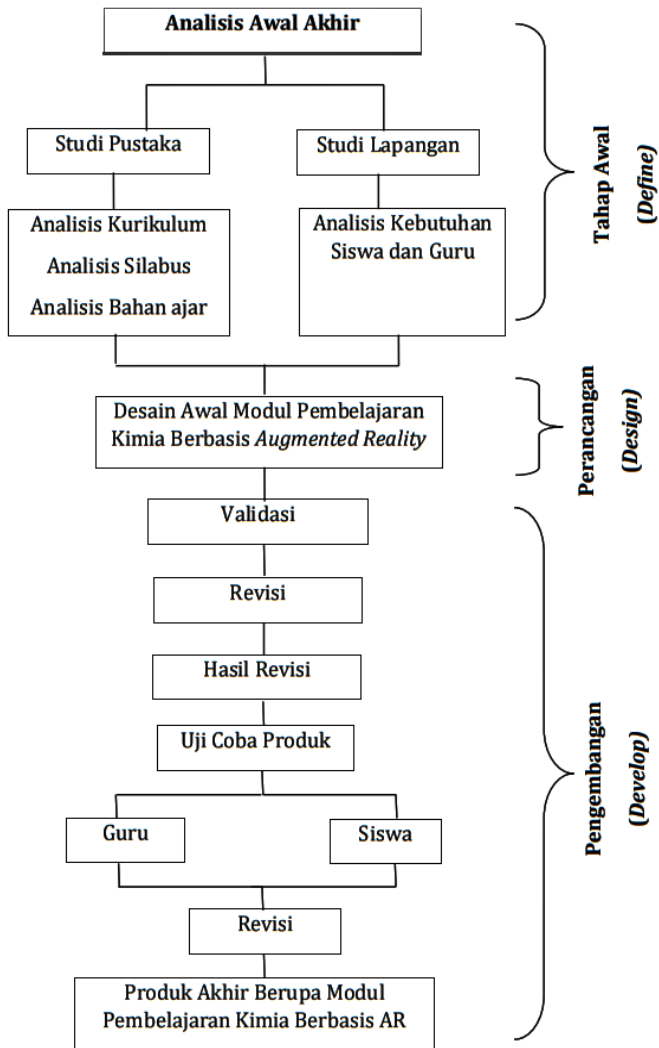 Analisis Awal Akhir
Studi Pustaka
Studi Lapangan
Analisis Kurikulum
Analisis Silabus
Analisis Bahan ajar
Analisis Kebutuhan
Siswa dan Guru
Tahap Awal
(Define)
Desain Awal Modul Pembelajaran
Kimia Berbasis Augmented Reality
Perancangan
(Design)
Validasi
Revisi
Hasil Revisi
Uji Coba Produk
Guru
Siswa
Revisi
Produk Akhir Berupa Modul
Pembelajaran Kimia Berbasis AR
Pengembangan
(Develop)